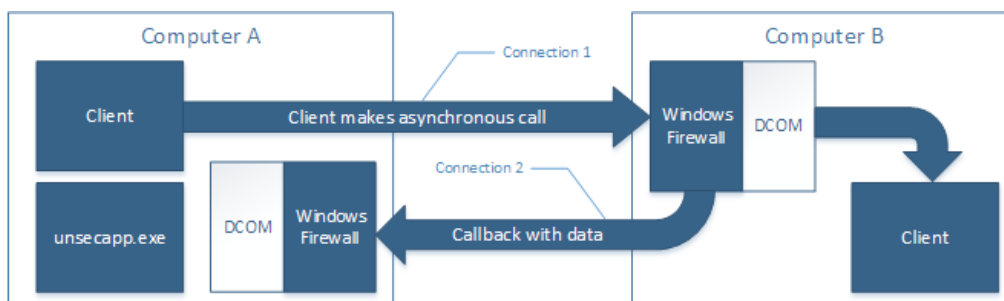 Computer A
Computer B
Connection 1
Client
Client makes asynchronous call
Windows
Firewall
DCOM
Connection 2
unsecapp.exe
DCOM
Windows
Firewall
Callback with data
Client